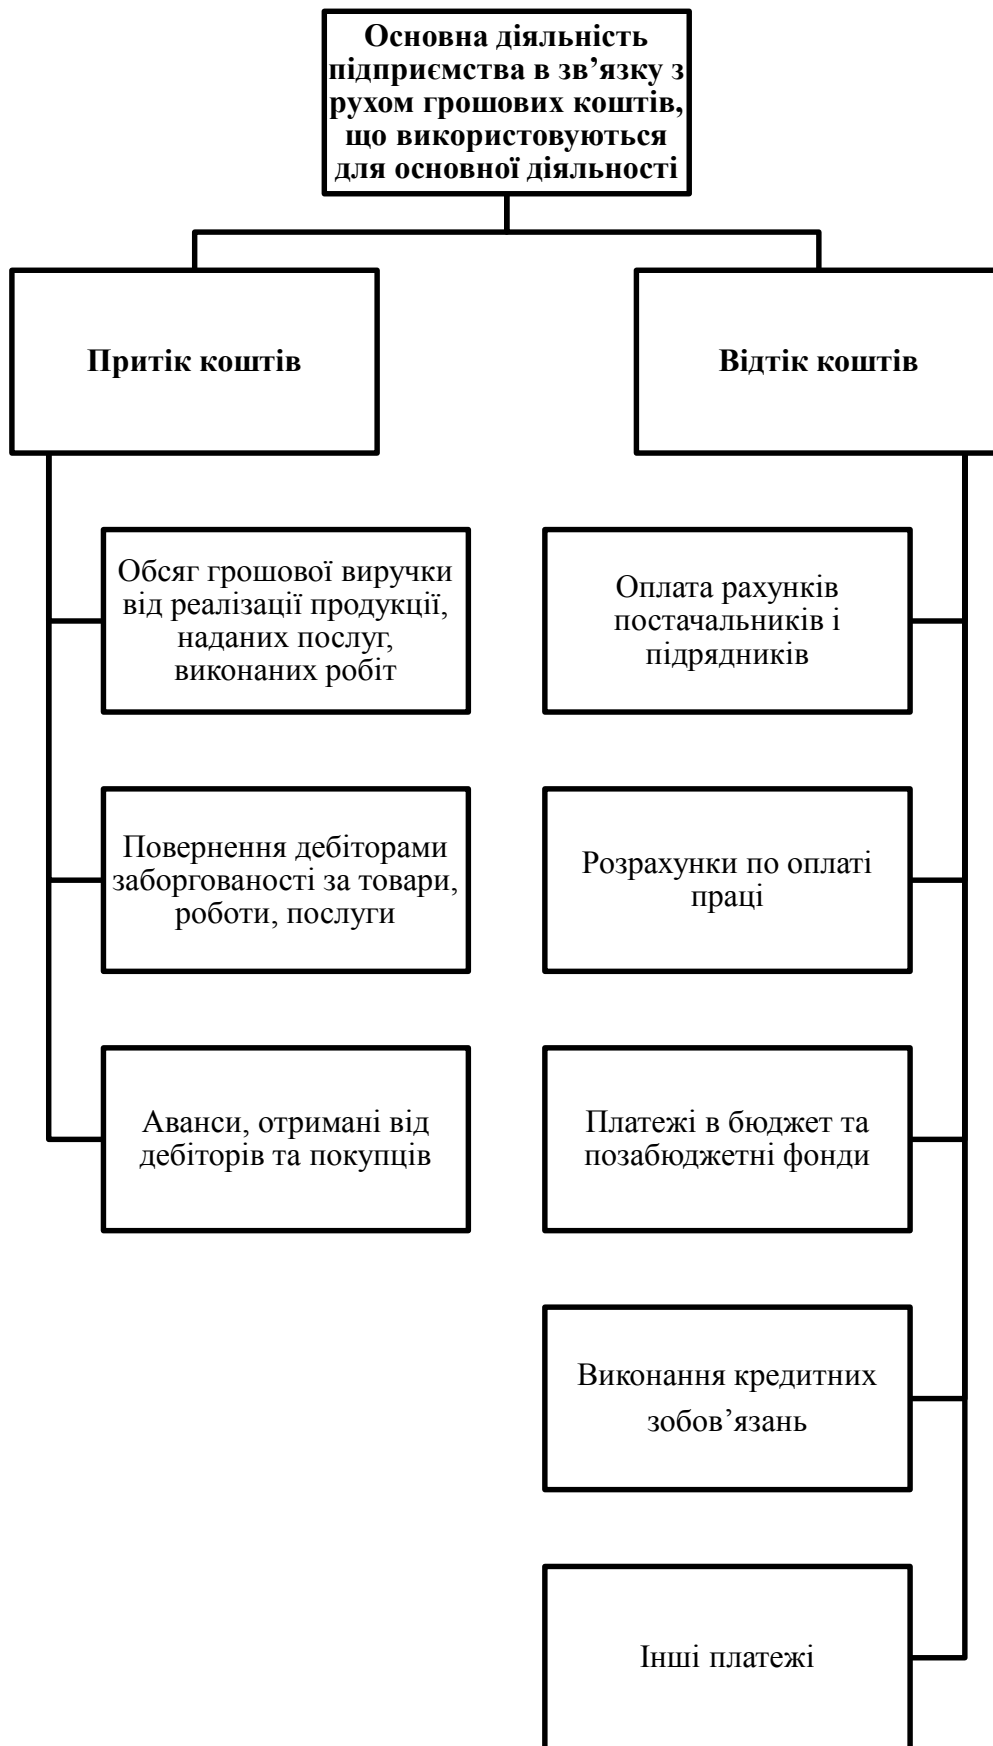 Основна діяльність
підприємства в зв’язку з
рухом грошових коштів,
що використовуються
для основної діяльності
Притік коштів
Відтік коштів
Обсяг грошової виручки
від реалізації продукції,
наданих послуг,
виконаних робіт
Оплата рахунків
постачальників і
підрядників
Повернення дебіторами
заборгованості за товари,
роботи, послуги
Розрахунки по оплаті
праці
Аванси, отримані від
дебіторів та покупців
Платежі в бюджет та
позабюджетні фонди
Виконання кредитних
зобов’язань
Інші платежі